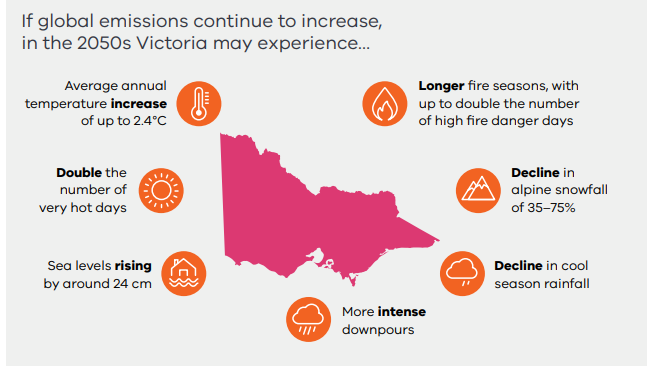 If global emissions continue to increase,
in the 2050s Victoria may experience...
Average annual
temperature increase
of up to 2.4°C
Longer fire seasons, with
up to double the number
of high fire danger days
Double the
number of
very hot days
Decline in
alpine snowfall
of 35–75%
Sea levels rising
by around 24 cm
Decline in cool
season rainfall
More intense
downpours